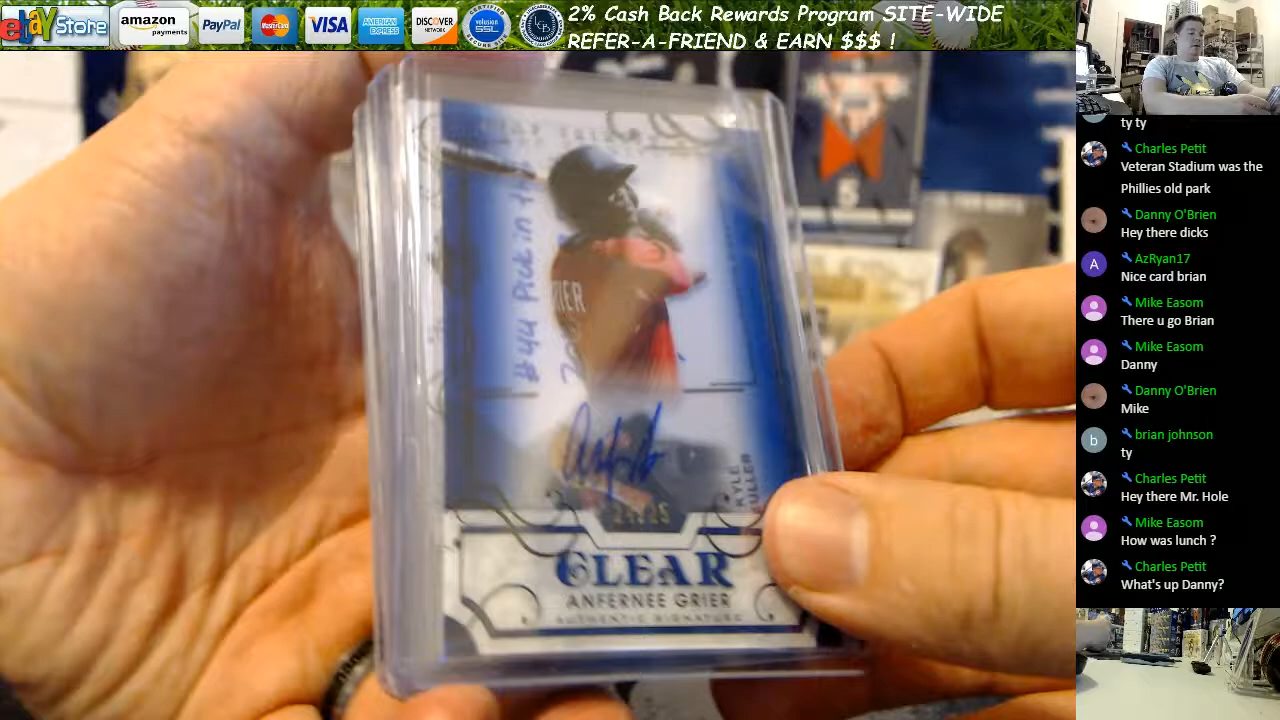 ebay Store
amazon
payments
PayPal
MasterCard
VISA
AMERICAN
EXPRESS
DISCOVER
NETWORK
2% Cash Back Rewards Program SITE-WIDE
REFER-A-FRIEND & EARN $$$ !
#44 Pick in
CLEAR
ANFERNEE GRIER
AUTHENTIC SIGNATURE
KYLE
ty ty
Charles Petit
Veteran Stadium was the
Phillies old park
Danny O'Brien
Hey there dicks
A
AzRyan17
Nice card brian
Mike Easom
There u go Brian
Mike Easom
Danny
Danny O'Brien
Mike
b
brian johnson
ty
Charles Petit
Hey there Mr. Hole
Mike Easom
How was lunch ?
Charles Petit
What's up Danny?